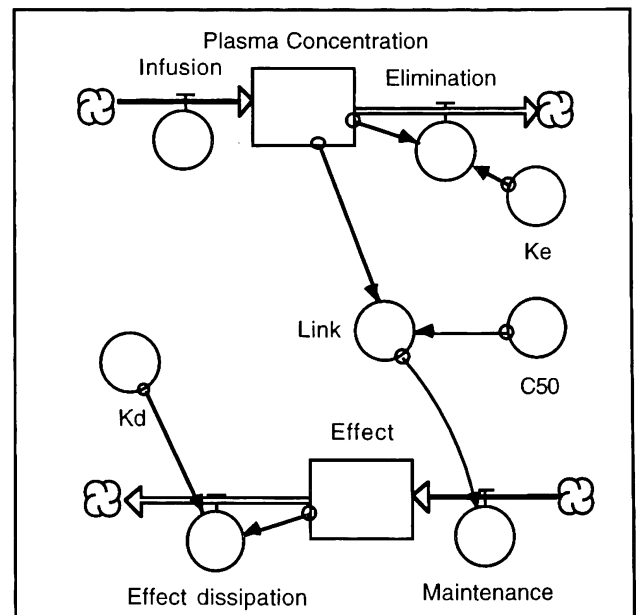 Plasma Concentration
Infusion
Elimination
Ke
Link
C50
Kd
Effect
Effect dissipation
Maintenance